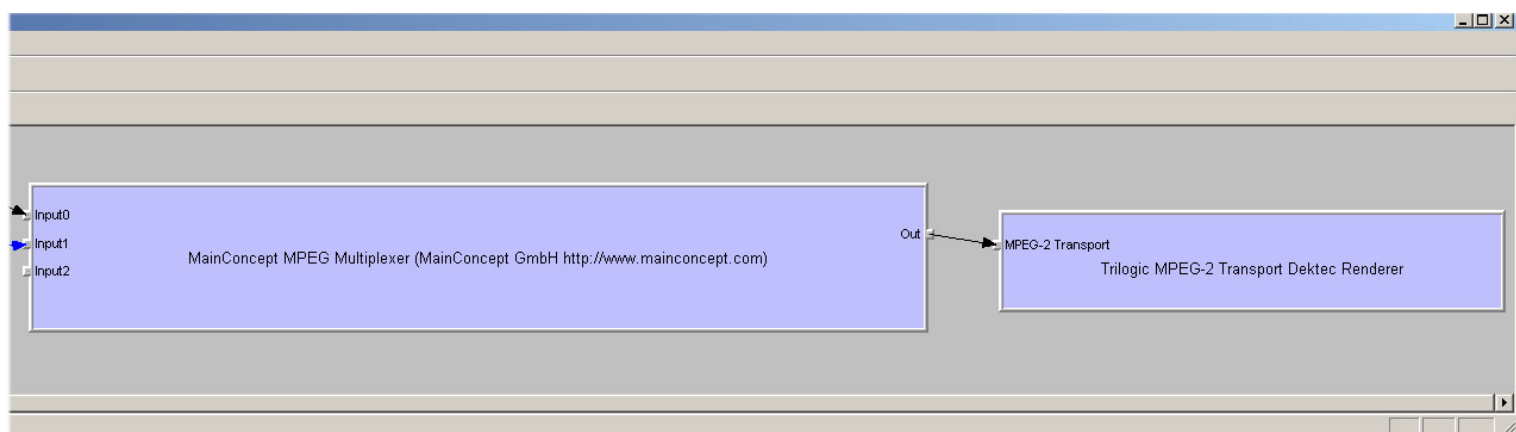 Input0
Input1
Input2
MainConcept MPEG Multiplexer (MainConcept GmbH http://www.mainconcept.com)
Out
MPEG-2 Transport
Trilogic MPEG-2 Transport Dektec Renderer